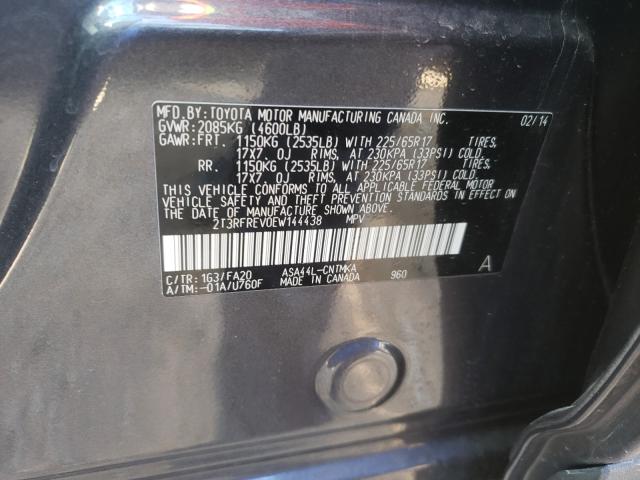 MFD.BY:TOYOTA MOTOR MANUFACTURING CANADA INC. 02/14
GVWR:2085KG (4600LB)
GAWR:FRT. 1150KG (2535LB) WITH 225/65R17 TIRES,
17X7.0J RIMS, AT 230KPA (33PSI) COLD.
RR. 1150KG (2535LB) WITH 225/65R17 TIRES,
17X7.0J RIMS, AT 230KPA (33PSI) COLD.
THIS VEHICLE CONFORMS TO ALL APPLICABLE FEDERAL MOTOR
VEHICLE SAFETY AND THEFT PREVENTION STANDARDS IN EFFECT ON
THE DATE OF MANUFACTURE SHOWN ABOVE.
2T3RFREV0EW144438 MPV
C/TR:1G3/FA20 ASA44L-CNTMKA 960 A
A/TM:-01A/U760F MADE IN CANADA